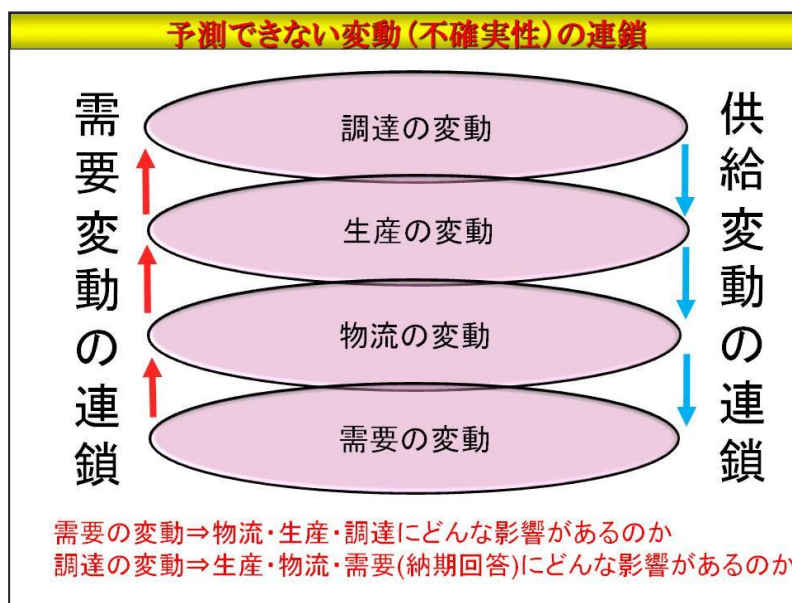 予測できない変動(不確実性)の連鎖
需要変動の連鎖
調達の変動
生産の変動
物流の変動
需要の変動
供給変動の連鎖
需要の変動⇒物流・生産・調達にどんな影響があるのか
調達の変動⇒生産・物流・需要(納期回答)にどんな影響があるのか